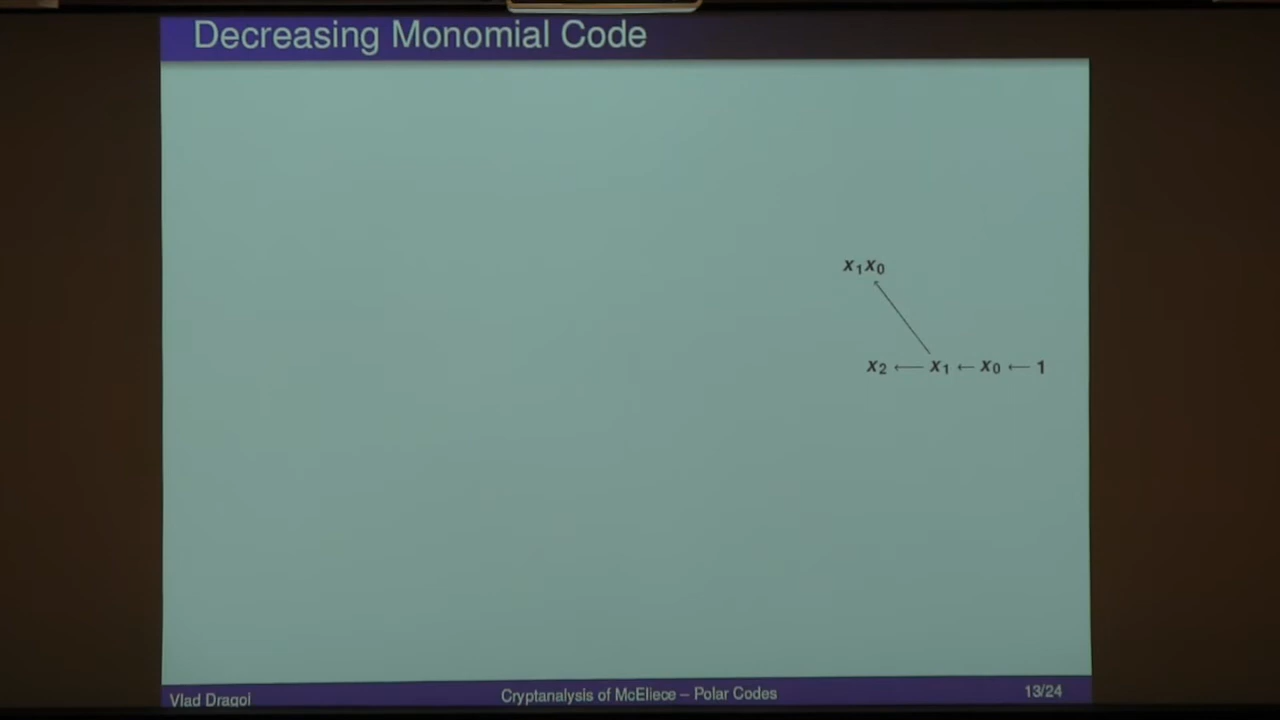 Decreasing Monomial Code
x₁x₀
x₂ ← x₁ ← x₀ ← 1
Vlad Dragoi
Cryptanalysis of McEliece – Polar Codes
13/24